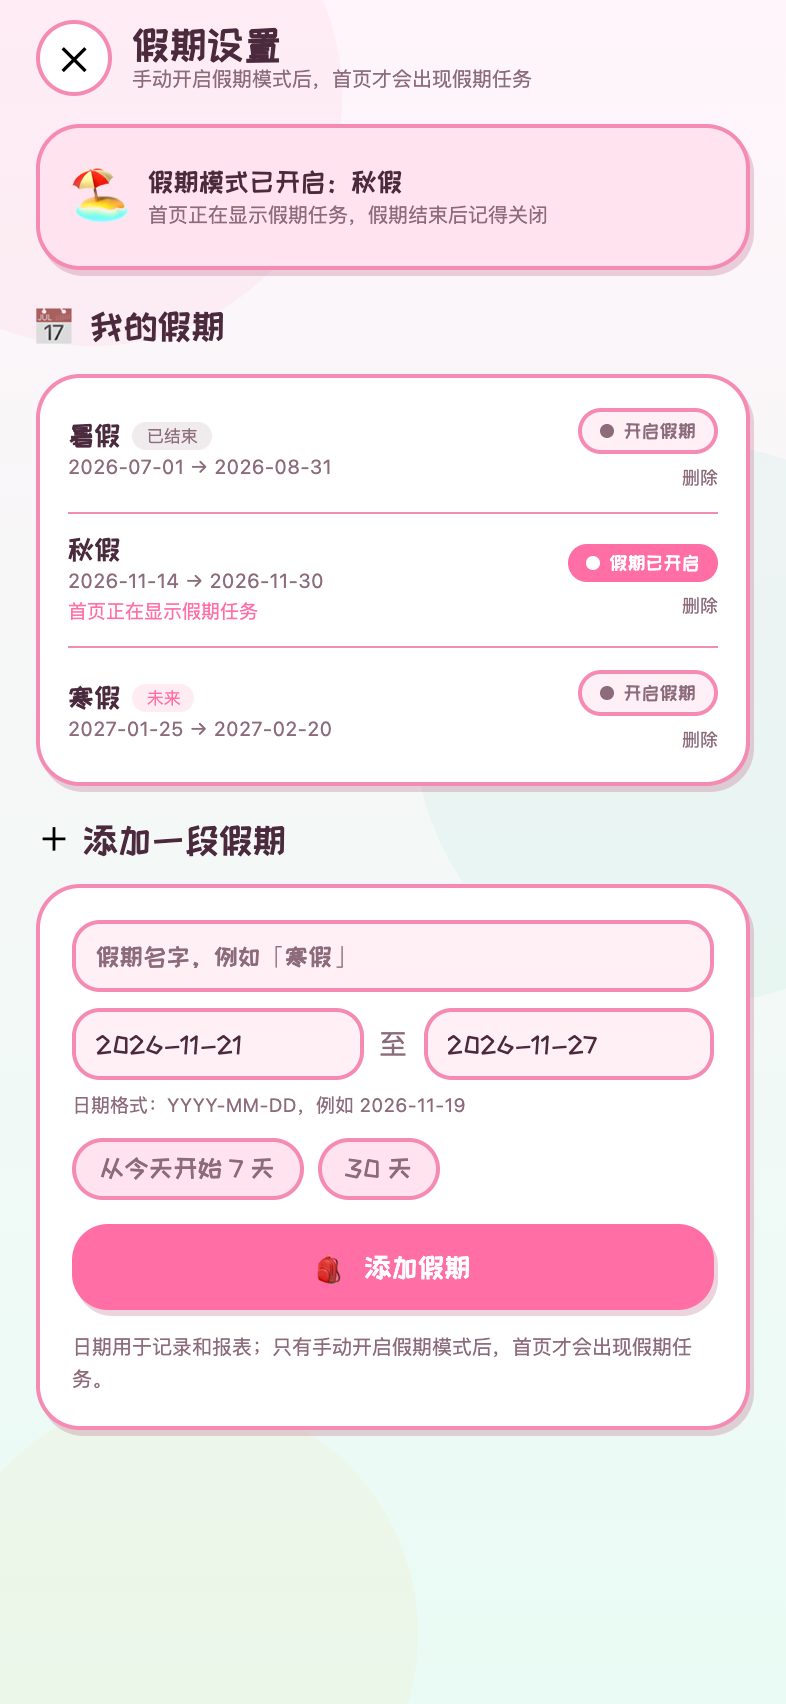 假期设置
手动开启假期模式后，首页才会出现假期任务
假期模式已开启：秋假
首页正在显示假期任务，假期结束后记得关闭
JUL 17 我的假期
暑假 已结束
开启假期
2026-07-01 → 2026-08-31
删除
秋假
假期已开启
2026-11-14 → 2026-11-30
删除
首页正在显示假期任务
寒假 未来
开启假期
2027-01-25 → 2027-02-20
删除
+ 添加一段假期
假期名字，例如「寒假」
2026-11-21 至 2026-11-27
日期格式：YYYY-MM-DD，例如 2026-11-19
从今天开始 7 天 30 天
添加假期
日期用于记录和报表；只有手动开启假期模式后，首页才会出现假期任
务。